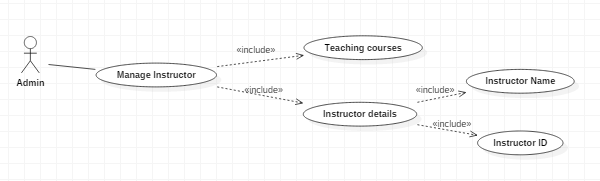 Admin
Manage Instructor
«include»
Teaching courses
«include»
Instructor details
«include»
Instructor Name
«include»
Instructor ID